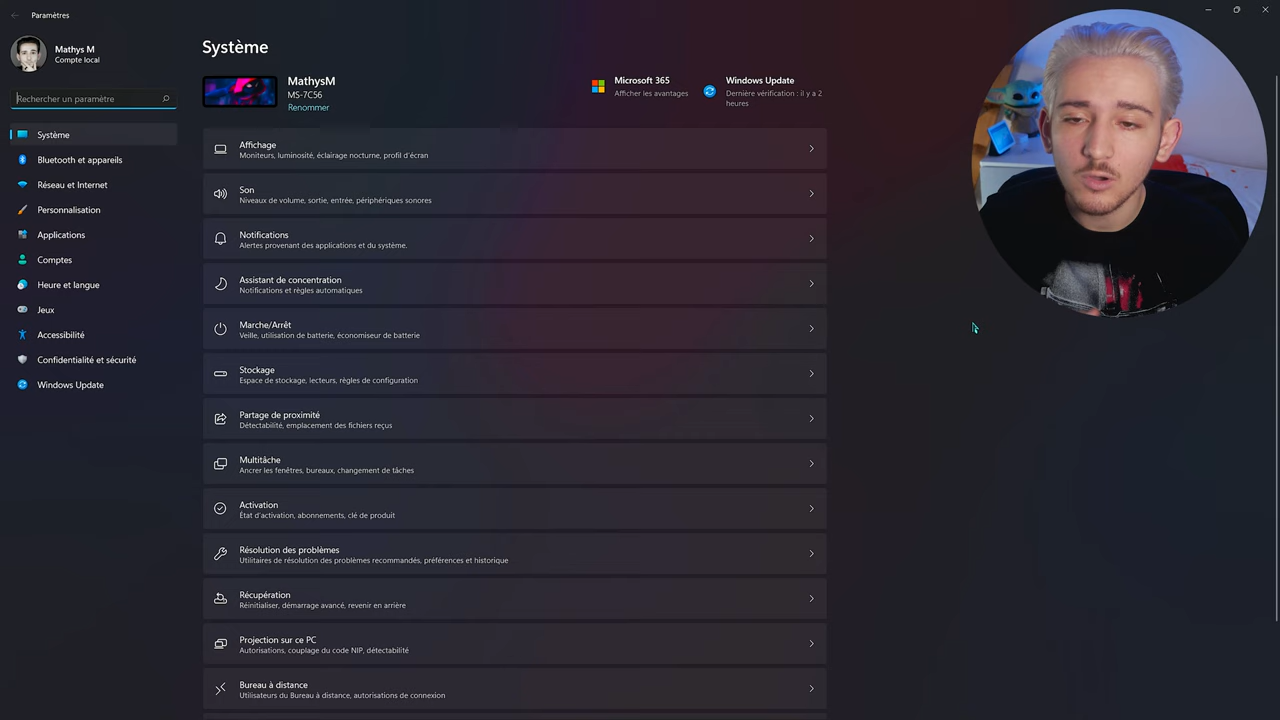 Paramètres
Mathys M
Compte local
Rechercher un paramètre
Système
Bluetooth et appareils
Réseau et Internet
Personnalisation
Applications
Comptes
Heure et langue
Jeux
Accessibilité
Confidentialité et sécurité
Windows Update
Système
MathysM
MS-7C56
Renommer
Microsoft 365
Afficher les avantages
Windows Update
Dernière vérification : il y a 2
heures
Affichage
Moniteurs, luminosité, éclairage nocturne, profil d'écran
Son
Niveaux de volume, sortie, entrée, périphériques sonores
Notifications
Alertes provenant des applications et du système.
Assistant de concentration
Notifications et règles automatiques
Marche/Arrêt
Veille, utilisation de batterie, économiseur de batterie
Stockage
Espace de stockage, lecteurs, règles de configuration
Partage de proximité
Détectabilité, emplacement des fichiers reçus
Multitâche
Ancrer les fenêtres, bureaux, changement de tâches
Activation
État d'activation, abonnements, clé de produit
Résolution des problèmes
Utilitaires de résolution des problèmes recommandés, préférences et historique
Récupération
Réinitialiser, démarrage avancé, revenir en arrière
Projection sur ce PC
Autorisations, couplage du code NIP, détectabilité
Bureau à distance
Utilisateurs du Bureau à distance, autorisations de connexion